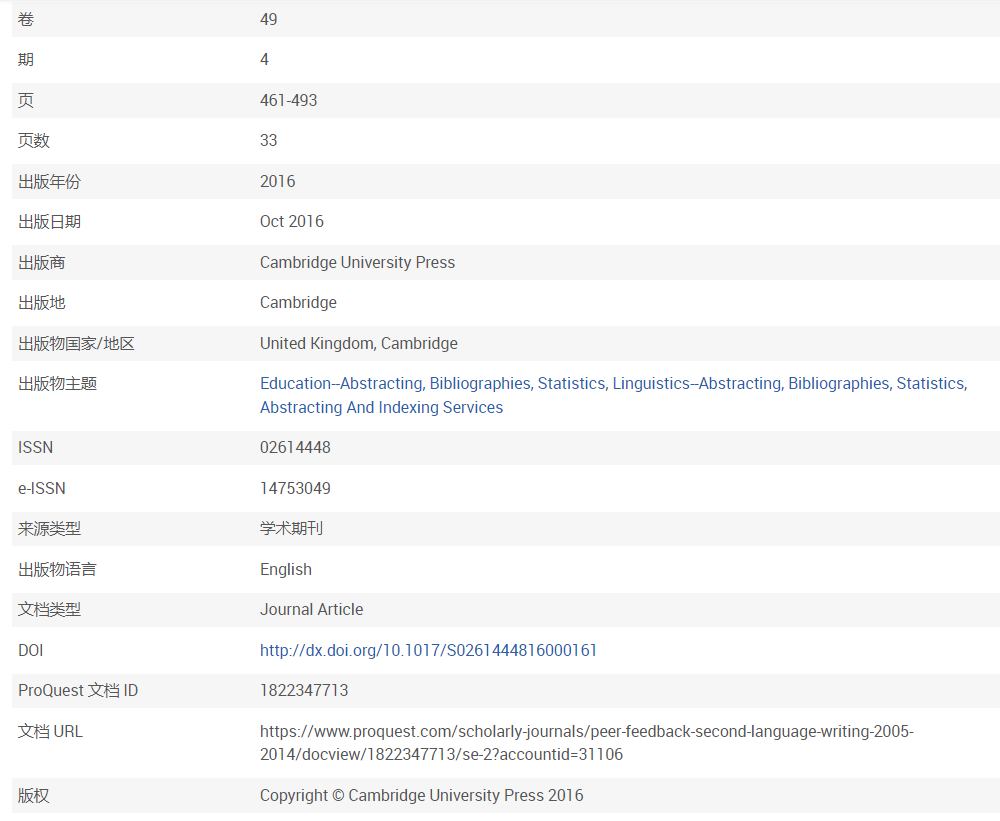 卷 49
期 4
页 461-493
页数 33
出版年份 2016
出版日期 Oct 2016
出版商 Cambridge University Press
出版地 Cambridge
出版物国家/地区 United Kingdom, Cambridge
出版物主题 Education--Abstracting, Bibliographies, Statistics, Linguistics--Abstracting, Bibliographies, Statistics,
Abstracting And Indexing Services
ISSN 02614448
e-ISSN 14753049
来源类型 学术期刊
出版物语言 English
文档类型 Journal Article
DOI http://dx.doi.org/10.1017/S0261444816000161
ProQuest 文档 ID 1822347713
文档 URL https://www.proquest.com/scholarly-journals/peer-feedback-second-language-writing-2005-
2014/docview/1822347713/se-2?accountid=31106
版权 Copyright © Cambridge University Press 2016